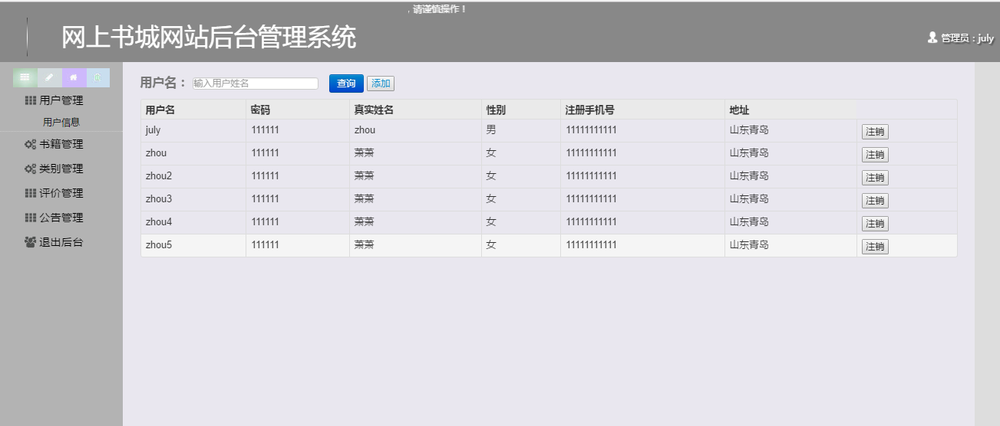 ，请谨慎操作！
网上书城网站后台管理系统
管理员：july
用户管理
用户信息
书籍管理
类别管理
评价管理
公告管理
退出后台
用户名： 输入用户姓名 查询 添加
用户名 密码 真实姓名 性别 注册手机号 地址
july 111111 zhou 男 11111111111 山东青岛 注销
zhou 111111 萧萧 女 11111111111 山东青岛 注销
zhou2 111111 萧萧 女 11111111111 山东青岛 注销
zhou3 111111 萧萧 女 11111111111 山东青岛 注销
zhou4 111111 萧萧 女 11111111111 山东青岛 注销
zhou5 111111 萧萧 女 11111111111 山东青岛 注销